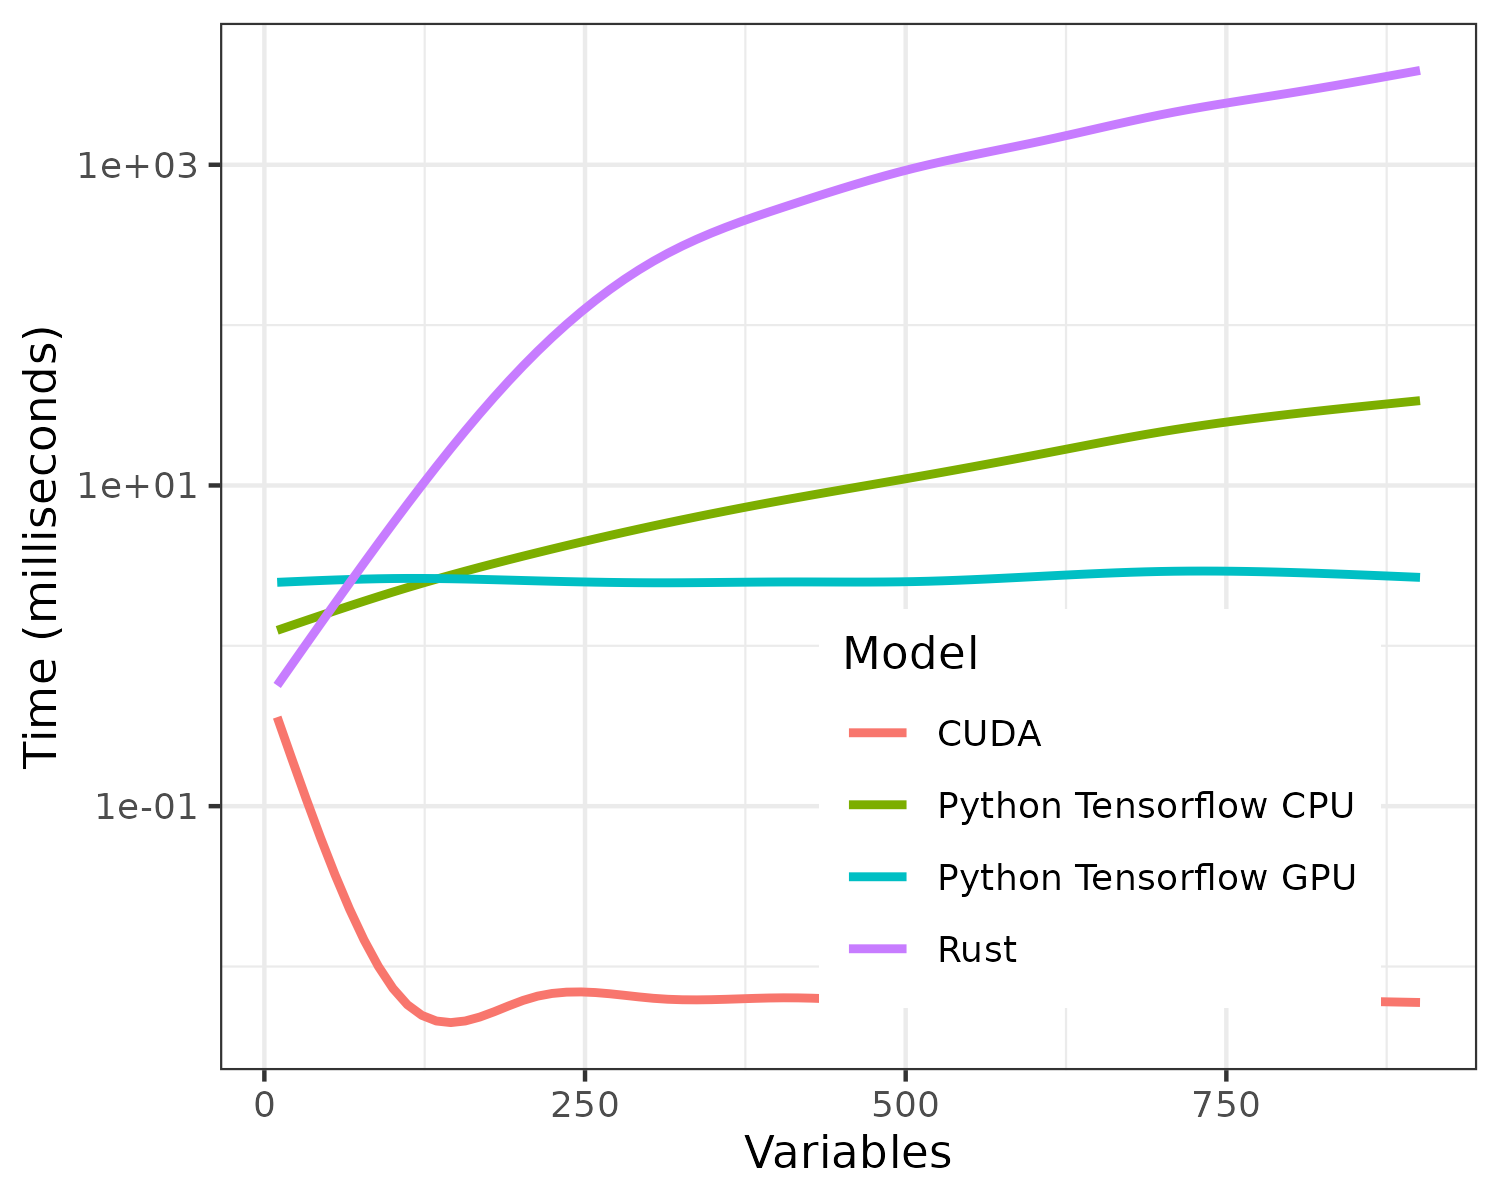 Time (milliseconds)
1e+03
1e+01
1e-01
Model
CUDA
Python Tensorflow CPU
Python Tensorflow GPU
Rust
0 250 500 750
Variables